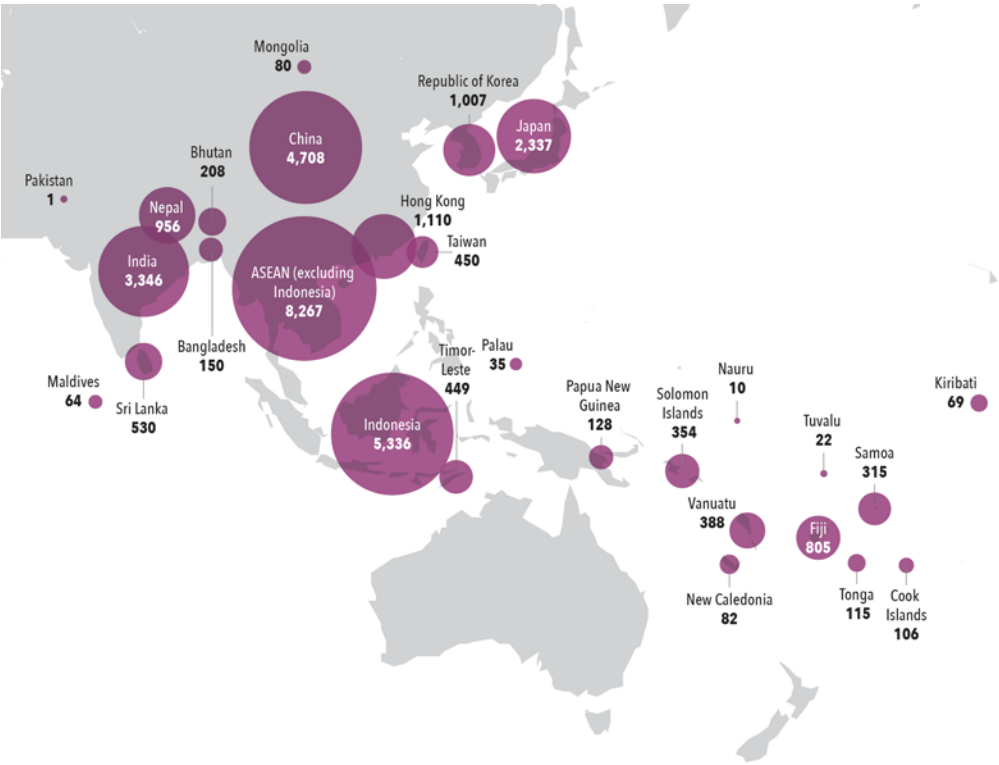 Mongolia
80
Republic of Korea
1,007
Japan
2,337
China
4,708
Bhutan
208
Pakistan
1
Nepal
956
Hong Kong
1,110
Taiwan
450
India
3,346
ASEAN (excluding
Indonesia)
8,267
Bangladesh
150
Maldives
64
Sri Lanka
530
Timor-
Leste
449
Palau
35
Indonesia
5,336
Papua New
Guinea
128
Solomon
Islands
354
Nauru
10
Kiribati
69
Tuvalu
22
Samoa
315
Vanuatu
388
Fiji
805
New Caledonia
82
Tonga
115
Cook
Islands
106